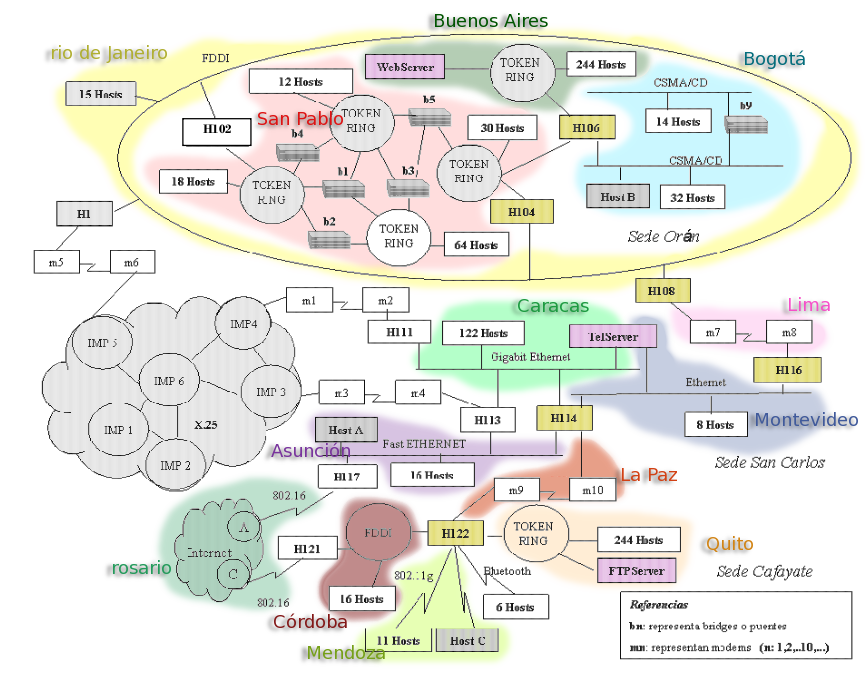 Buenos Aires
rio de Janeiro
FDDI
WebServer
TOKEN
RING
244 Hosts
Bogotá
15 Hosts
12 Hosts
CSMA/CD
b5
b9
H102
San Pablo
TOKEN
RING
30 Hosts
H106
14 Hosts
b4
CSMA/CD
18 Hosts
b1
b3
TOKEN
RING
TOKEN
RING
Host B
32 Hosts
H1
b2
H104
TOKEN
RING
64 Hosts
Sede Orán
m5
m6
H108
m1
m2
Caracas
Lima
IMP 5
IMP4
H111
122 Hosts
TelServer
m7
m8
Gigabit Ethernet
H116
IMP 6
IMP 3
Ethernet
m3
m4
H113
H114
8 Hosts
Montevideo
IMP 1
X.25
Host A
Fast ETHERNET
Asunción
IMP 2
H117
16 Hosts
Sede San Carlos
La Paz
m9
m10
802.16
A
Internet
C
rosario
H121
FDDI
H122
TOKEN
RING
244 Hosts
Quito
FTPServer
Sede Cafayate
802.11g
Bluetooth
802.16
16 Hosts
6 Hosts
Córdoba
11 Hosts
Host C
Mendoza
Referencias
bn: representa bridges o puentes
mn: representan modems (n: 1,2,..10,...)